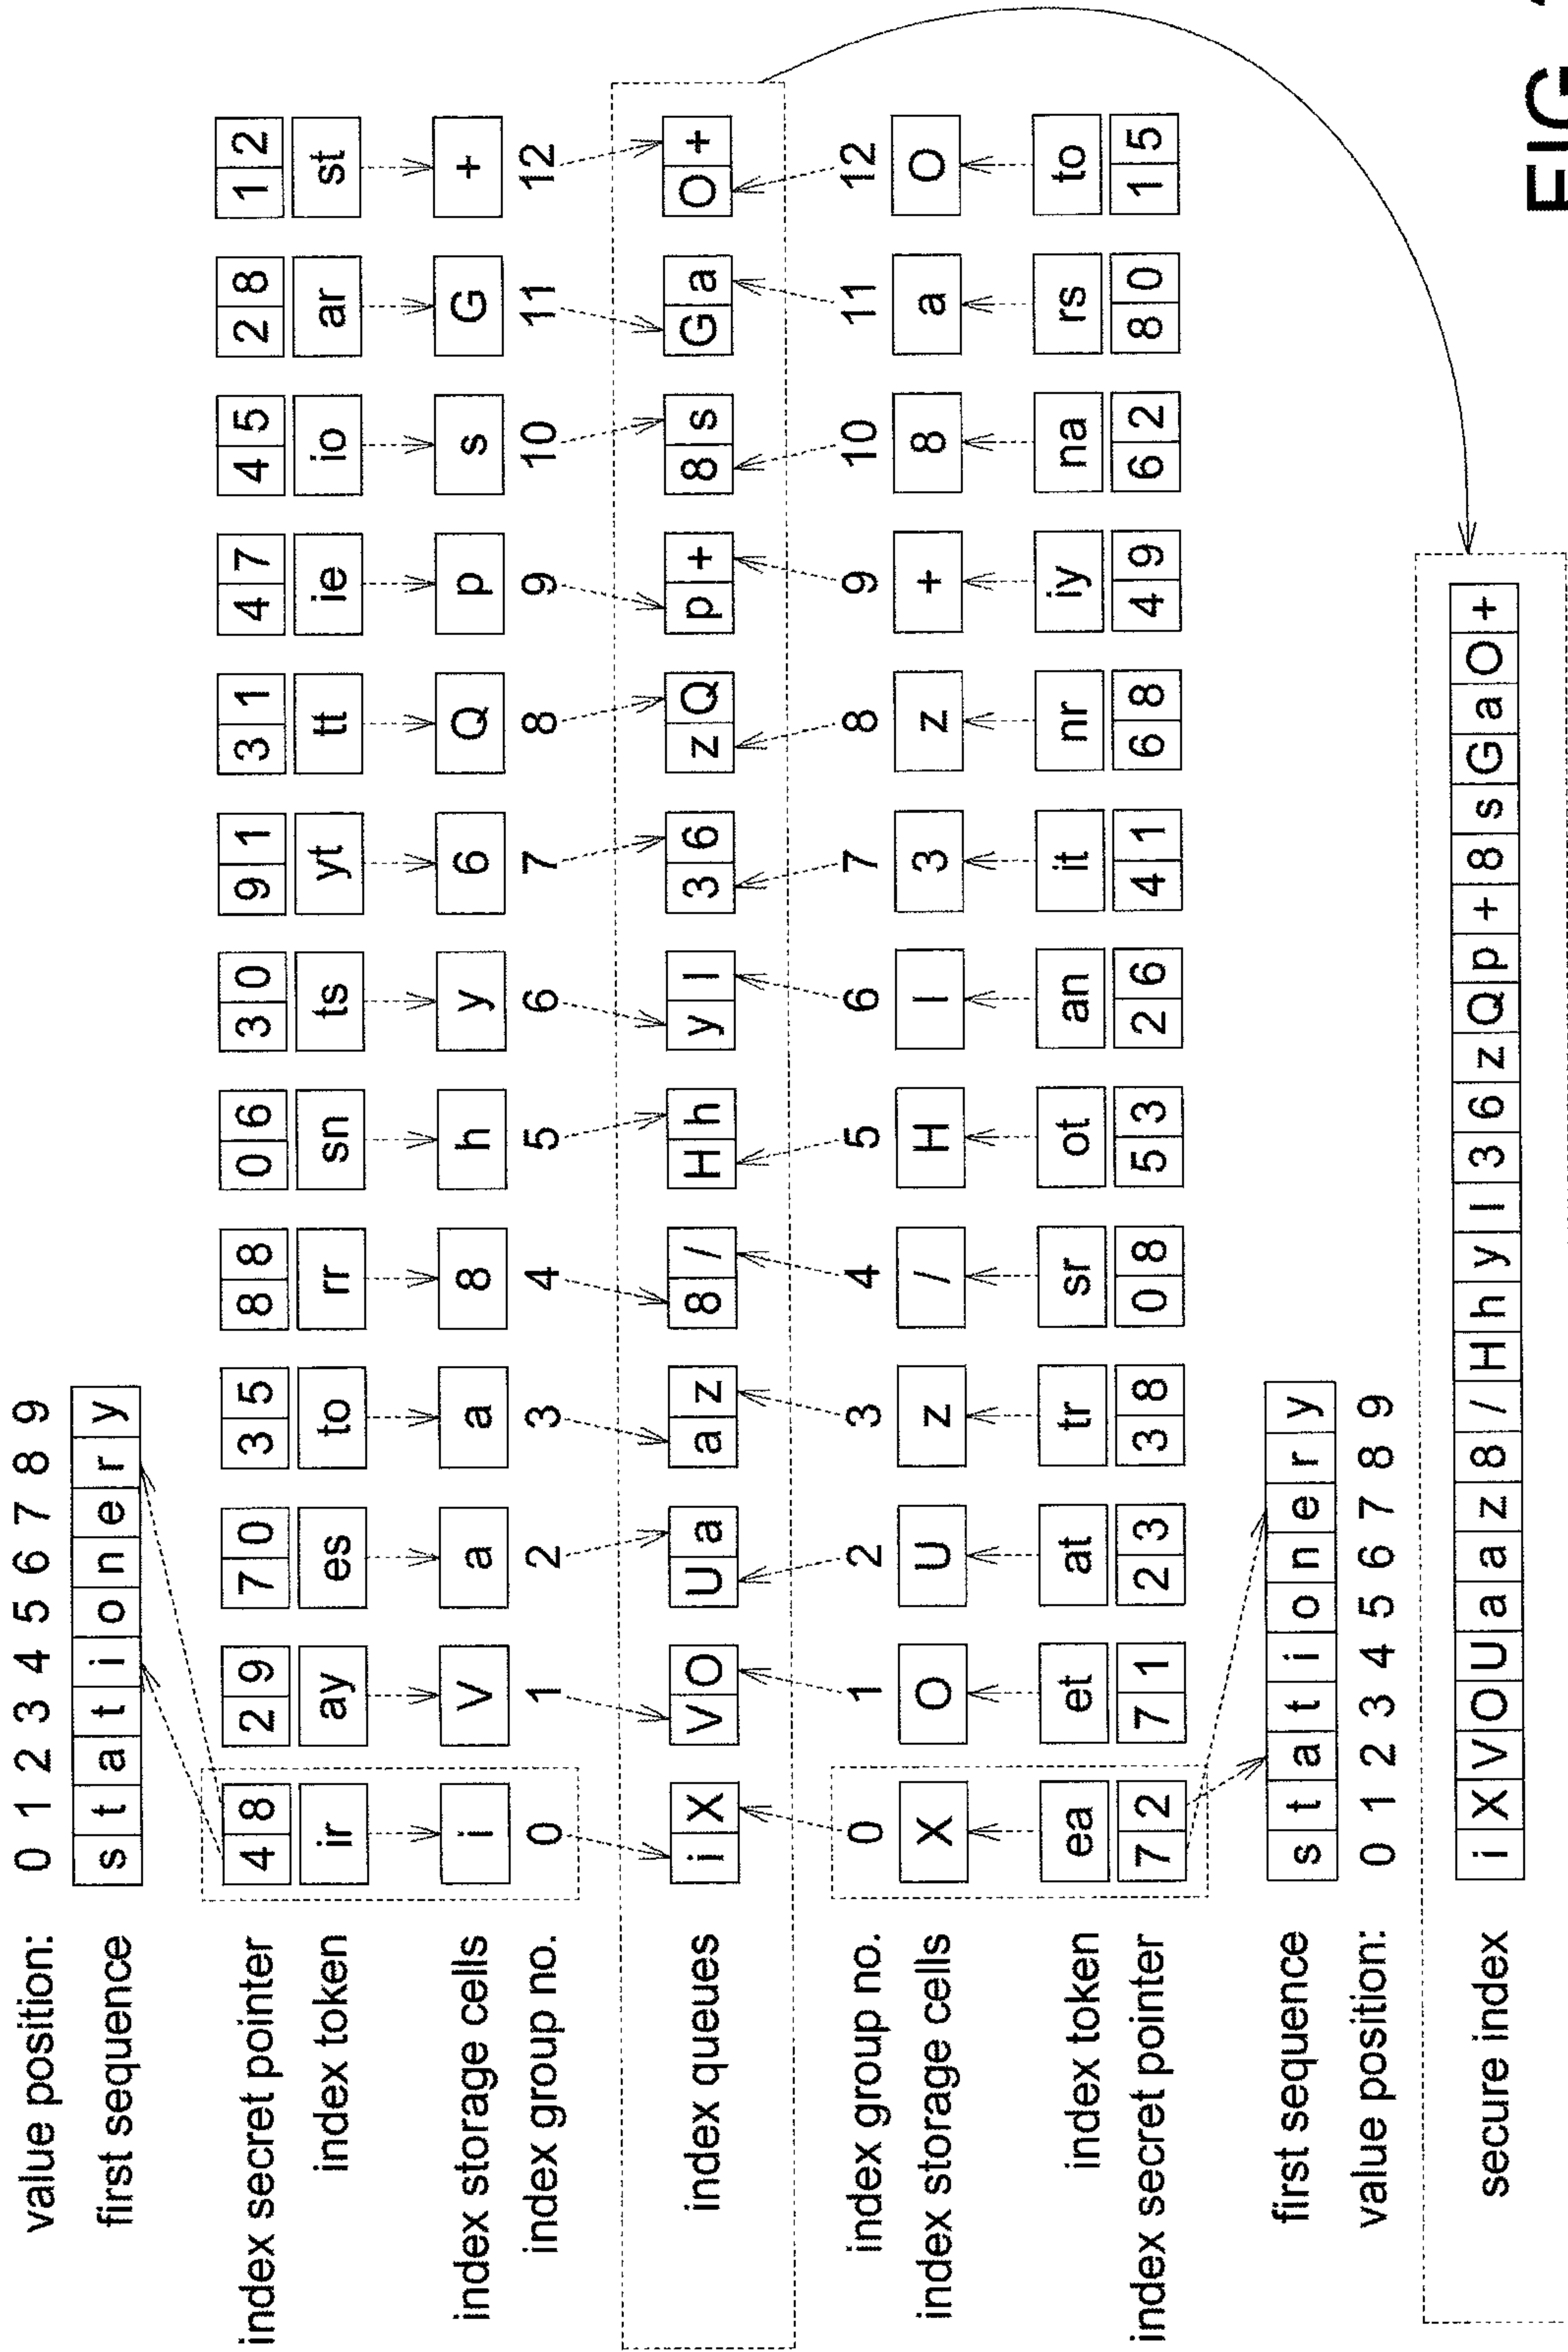 value position: 0 1 2 3 4 5 6 7 8 9
first sequence s t a t i o n e r y
index secret pointer 4 8 2 9 7 0 3 5 8 8 0 6 3 0 9 1 3 1 4 7 4 5 2 8 1 2
index token ir ay es to rr sn ts yt tt ie io ar st
index storage cells i V a a 8 h y 6 Q p s G +
index group no. 0 1 2 3 4 5 6 7 8 9 10 11 12
index queues i X V O U a a z 8 / H h y I 3 6 z Q p + 8 s G a O +
index group no. 0 1 2 3 4 5 6 7 8 9 10 11 12
index storage cells X O U z / H I 3 z + 8 a O
index token ea et at tr sr ot an it nr iy na rs to
index secret pointer 7 2 7 1 2 3 3 8 0 8 5 3 2 6 4 1 6 8 4 9 6 2 8 0 1 5
first sequence s t a t i o n e r y
value position: 0 1 2 3 4 5 6 7 8 9
secure index i X V O U a a z 8 / H h y I 3 6 z Q p + 8 s G a O +
FIG